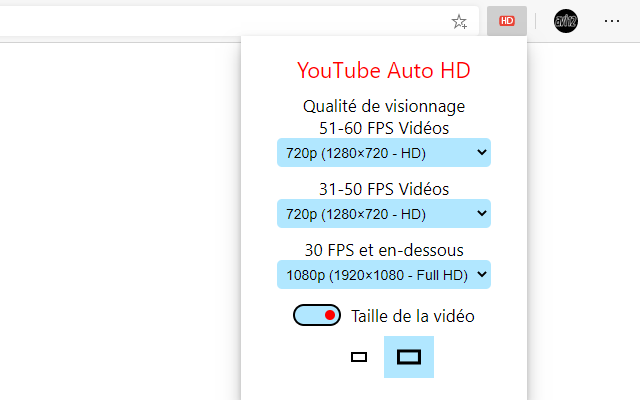 HD
YouTube Auto HD
Qualité de visionnage
51-60 FPS Vidéos
720p (1280×720 - HD)
31-50 FPS Vidéos
720p (1280×720 - HD)
30 FPS et en-dessous
1080p (1920×1080 - Full HD)
Taille de la vidéo